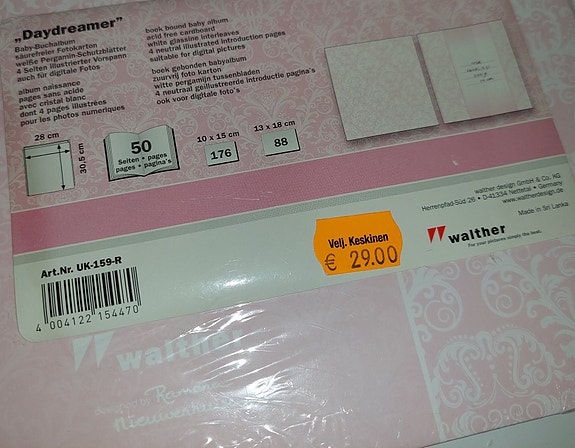 „Daydreamer”
Baby-Buchalbum
säurefreier Fotokarton
weiße Pergamin-Schutzblätter
4 Seiten illustrierter Vorspann
auch für digitale Fotos
album naissance
pages sans acide
avec cristal blanc
dont 4 pages illustrées
pour les photos numeriques
book bound baby album
acid free cardboard
white glassine interleaves
4 neutral illustrated introduction pages
suitable for digital pictures
boek gebonden babyalbum
zuurvrij foto karton
witte pergamijn tussenbladen
4 neutraal geillustreerde introductie pagina's
ook voor digitale foto's
28 cm
30,5 cm
50
Seiten • pages
pages • pagina's
10 x 15 cm
176
13 x 18 cm
88
walther design GmbH & Co. KG
Herrenpfad-Süd 26 • D-41334 Nettetal • Germany
www.waltherdesign.de
Made in Sri Lanka
walther
For your pictures simply the best.
Velj. Keskinen
€ 29.00
Art.Nr. UK-159-R
4 004122 154470
walther
designed by Ramona